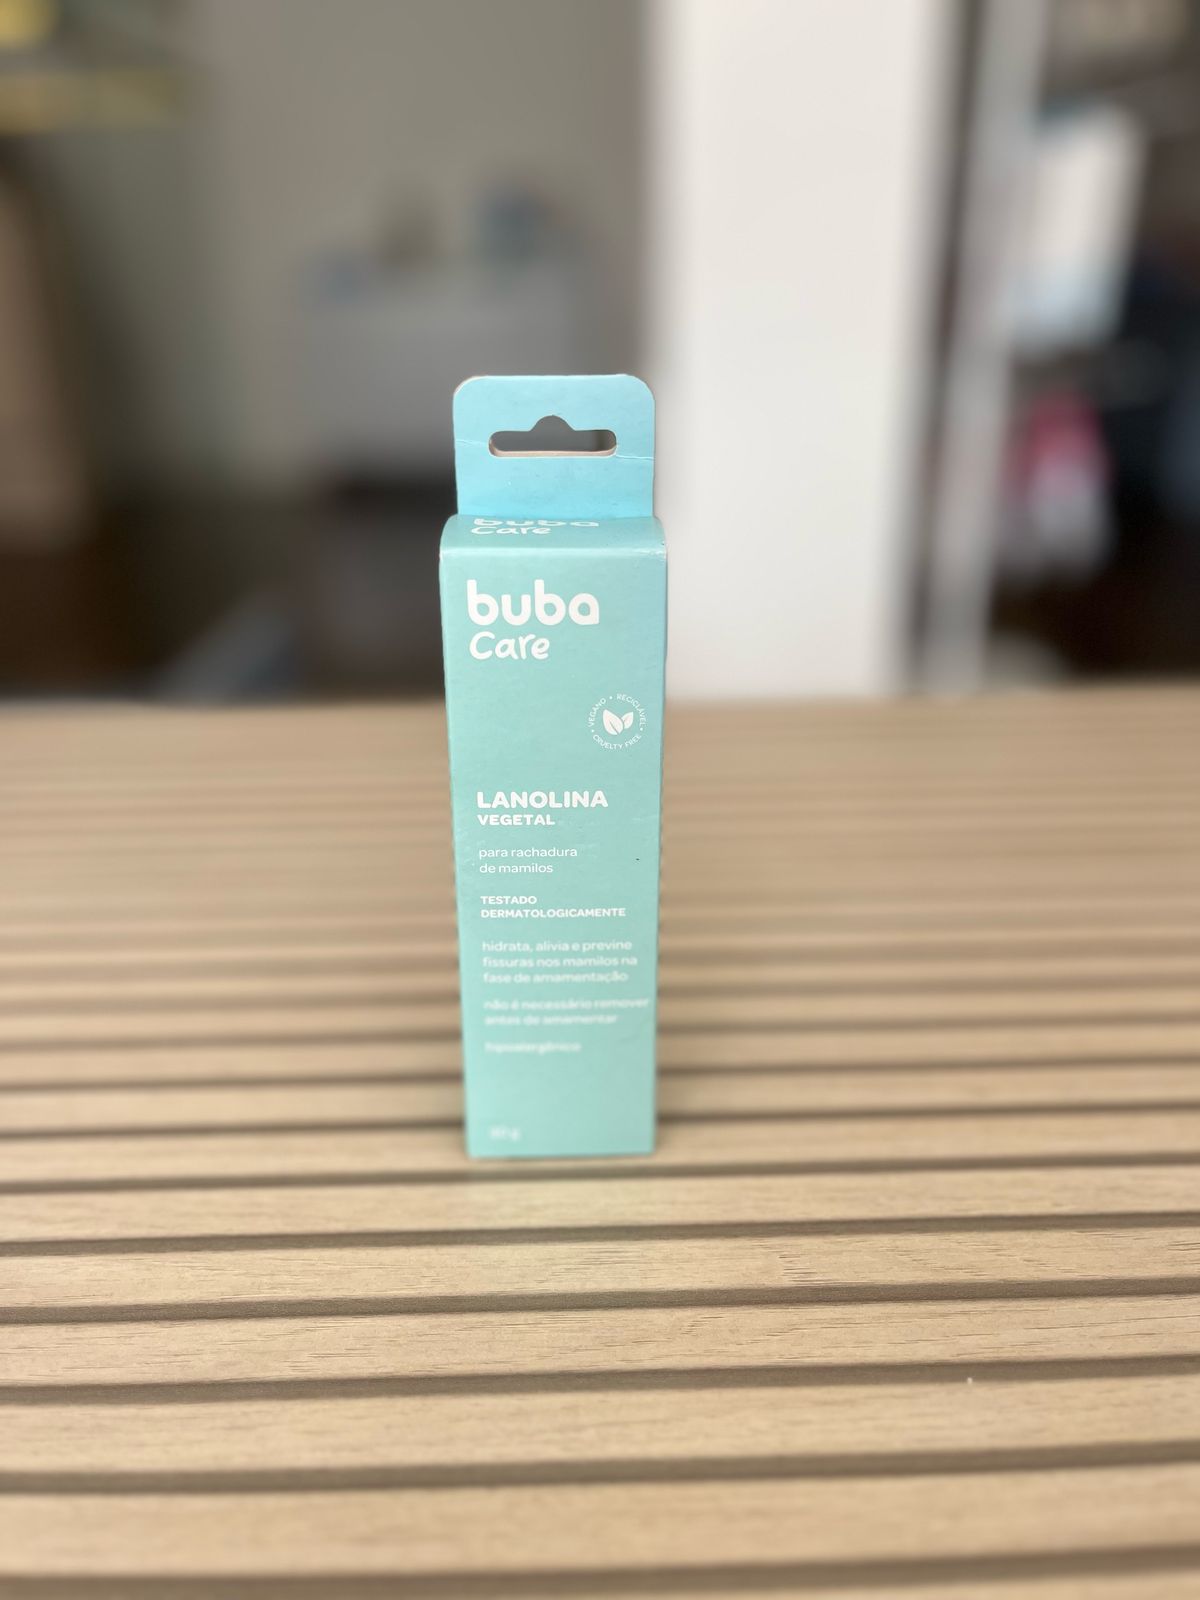 buba
care
buba
care
VEGANO • RECICLÁVEL • CRUELTY FREE •
LANOLINA
VEGETAL
para rachadura
de mamilos
TESTADO
DERMATOLOGICAMENTE
hidrata, alivia e previne
fissuras nos mamilos na
fase de amamentação
não é necessário remover
antes de amamentar
hipoalergênico